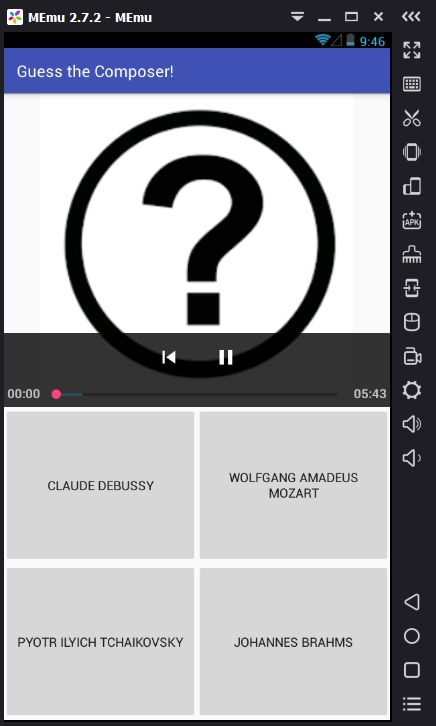 MEmu 2.7.2 - MEmu
9:46
Guess the Composer!
?
00:00
05:43
CLAUDE DEBUSSY
WOLFGANG AMADEUS
MOZART
PYOTR ILYICH TCHAIKOVSKY
JOHANNES BRAHMS
APK